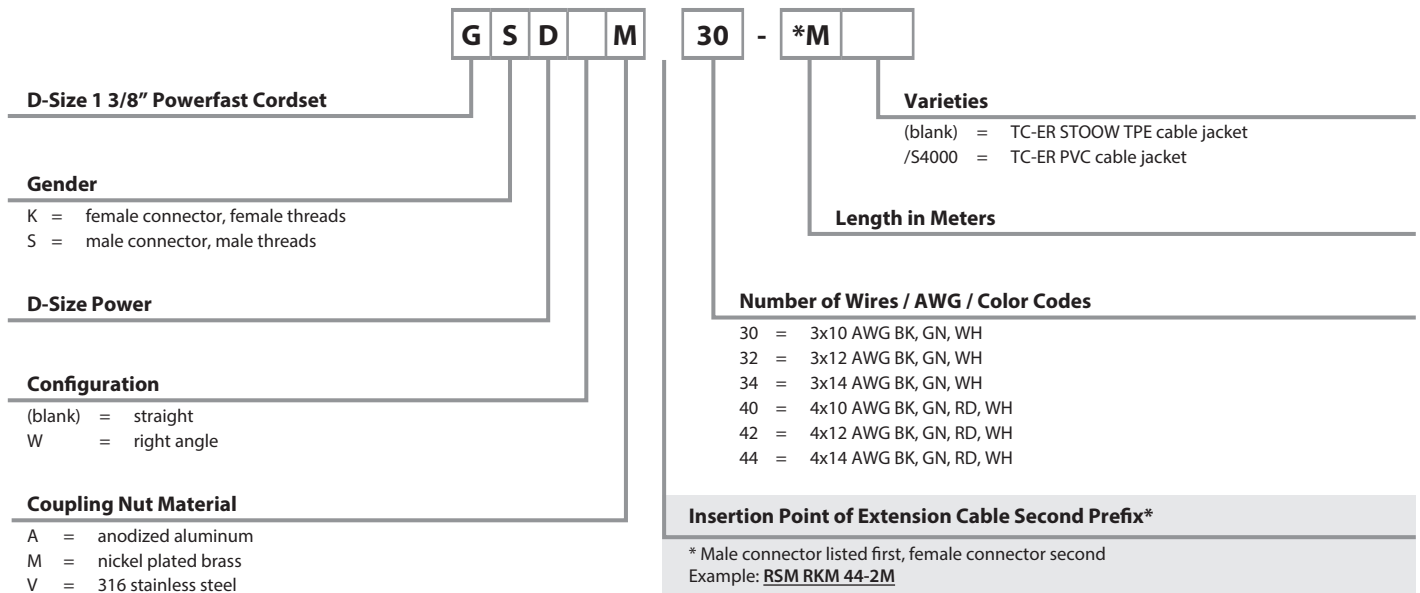 G S D M 30 - *M
D-Size 1 3/8” Powerfast Cordset
Gender
K = female connector, female threads
S = male connector, male threads
D-Size Power
Configuration
(blank) = straight
W = right angle
Coupling Nut Material
A = anodized aluminum
M = nickel plated brass
V = 316 stainless steel
Varieties
(blank) = TC-ER STOOW TPE cable jacket
/S4000 = TC-ER PVC cable jacket
Length in Meters
Number of Wires / AWG / Color Codes
30 = 3x10 AWG BK, GN, WH
32 = 3x12 AWG BK, GN, WH
34 = 3x14 AWG BK, GN, WH
40 = 4x10 AWG BK, GN, RD, WH
42 = 4x12 AWG BK, GN, RD, WH
44 = 4x14 AWG BK, GN, RD, WH
Insertion Point of Extension Cable Second Prefix*
* Male connector listed first, female connector second
Example: RSM RKM 44-2M